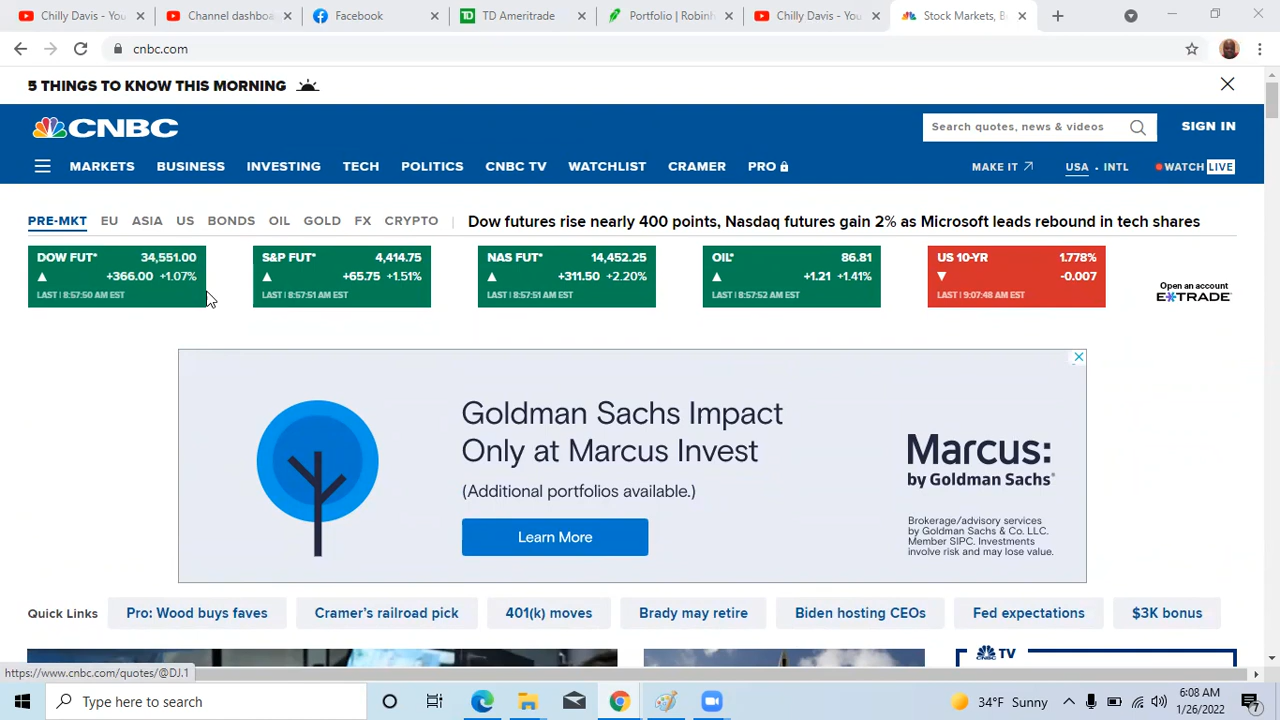 Chilly Davis - You
Channel dashboa
Facebook
TD Ameritrade
Portfolio | Robinh
Chilly Davis - You
Stock Markets, B
cnbc.com
5 THINGS TO KNOW THIS MORNING
CNBC
Search quotes, news & videos
SIGN IN
MARKETS BUSINESS INVESTING TECH POLITICS CNBC TV WATCHLIST CRAMER PRO
MAKE IT USA INTL WATCH LIVE
PRE-MKT EU ASIA US BONDS OIL GOLD FX CRYPTO
Dow futures rise nearly 400 points, Nasdaq futures gain 2% as Microsoft leads rebound in tech shares
DOW FUT* 34,551.00
+366.00 +1.07%
LAST | 8:57:50 AM EST
S&P FUT* 4,414.75
+65.75 +1.51%
LAST | 8:57:51 AM EST
NAS FUT* 14,452.25
+311.50 +2.20%
LAST | 8:57:51 AM EST
OIL* 86.81
+1.21 +1.41%
LAST | 8:57:52 AM EST
US 10-YR 1.778%
-0.007
LAST | 9:07:48 AM EST
Open an account
E*TRADE
Goldman Sachs Impact
Only at Marcus Invest
(Additional portfolios available.)
Learn More
Marcus:
by Goldman Sachs®
Brokerage/advisory services
by Goldman Sachs & Co. LLC.
Member SIPC. Investments
involve risk and may lose value.
Quick Links
Pro: Wood buys faves
Cramer's railroad pick
401(k) moves
Brady may retire
Biden hosting CEOs
Fed expectations
$3K bonus
CNBC TV
https://www.cnbc.com/quotes/@DJ.1
Type here to search
34°F Sunny
6:08 AM
1/26/2022
7